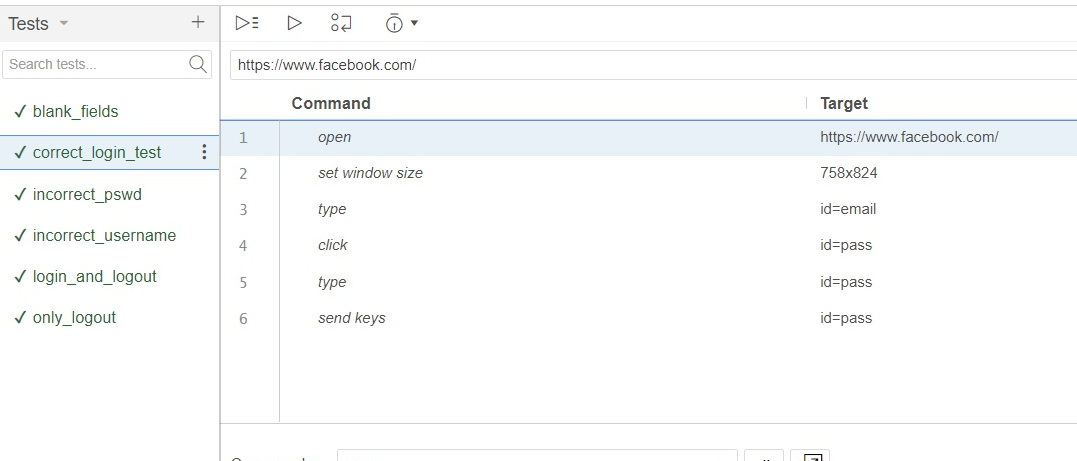 Tests
Search tests...
✓ blank_fields
✓ correct_login_test
✓ incorrect_pswd
✓ incorrect_username
✓ login_and_logout
✓ only_logout
https://www.facebook.com/
Command Target
1 open https://www.facebook.com/
2 set window size 758x824
3 type id=email
4 click id=pass
5 type id=pass
6 send keys id=pass